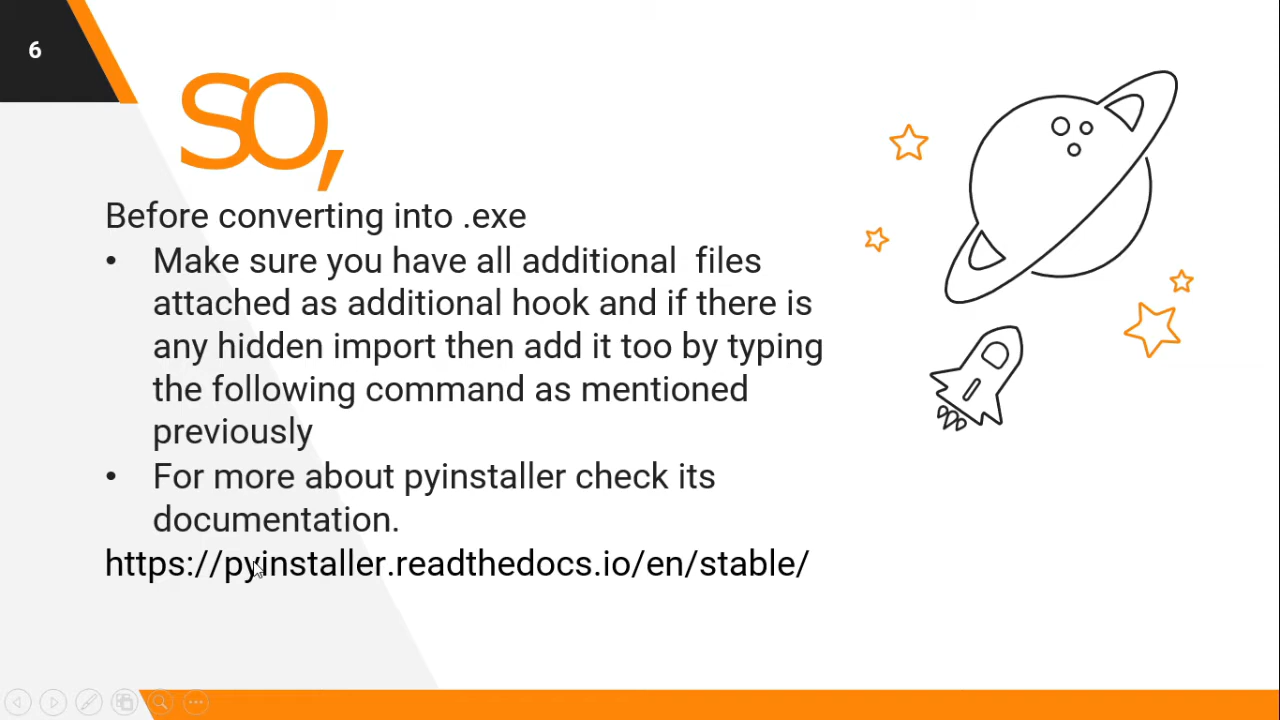 6
SO,
Before converting into .exe
• Make sure you have all additional  files
attached as additional hook and if there is
any hidden import then add it too by typing
the following command as mentioned
previously
• For more about pyinstaller check its
documentation.
https://pyinstaller.readthedocs.io/en/stable/